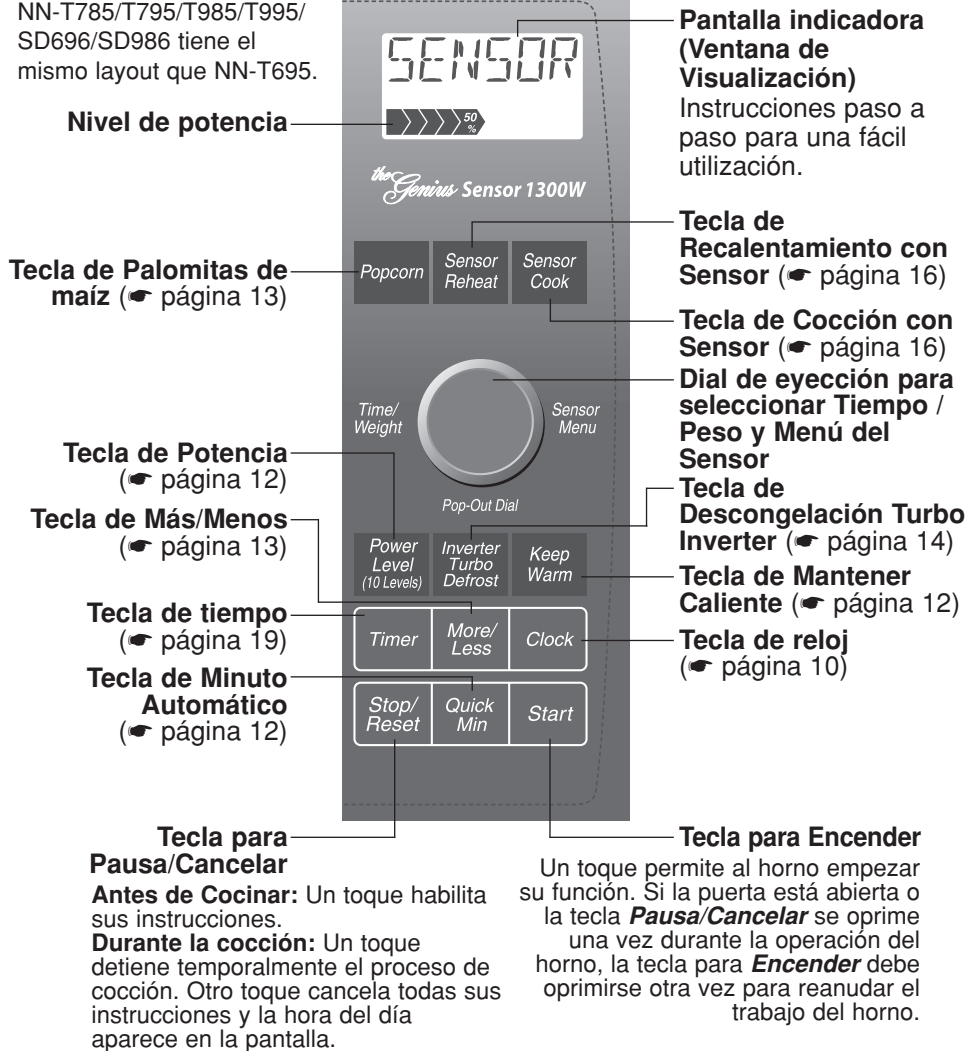 NN-T785/T795/T985/T995/
SD696/SD986 tiene el
mismo layout que NN-T695.
Nivel de potencia
Tecla de Palomitas de
maíz (☛ página 13)
Tecla de Potencia
(☛ página 12)
Tecla de Más/Menos
(☛ página 13)
Tecla de tiempo
(☛ página 19)
Tecla de Minuto
Automático
(☛ página 12)
SENSOR
50
%
the Genius Sensor 1300W
Popcorn
Sensor
Reheat
Sensor
Cook
Time/
Weight
Sensor
Menu
Pop-Out Dial
Power
Level
(10 Levels)
Inverter
Turbo
Defrost
Keep
Warm
Timer
More/
Less
Clock
Stop/
Reset
Quick
Min
Start
Pantalla indicadora
(Ventana de
Visualización)
Instrucciones paso a
paso para una fácil
utilización.
Tecla de
Recalentamiento con
Sensor (☛ página 16)
Tecla de Cocción con
Sensor (☛ página 16)
Dial de eyección para
seleccionar Tiempo /
Peso y Menú del
Sensor
Tecla de
Descongelación Turbo
Inverter (☛ página 14)
Tecla de Mantener
Caliente (☛ página 12)
Tecla de reloj
(☛ página 10)
Tecla para
Pausa/Cancelar
Antes de Cocinar: Un toque habilita
sus instrucciones.
Durante la cocción: Un toque
detiene temporalmente el proceso de
cocción. Otro toque cancela todas sus
instrucciones y la hora del día
aparece en la pantalla.
Tecla para Encender
Un toque permite al horno empezar
su función. Si la puerta está abierta o
la tecla Pausa/Cancelar se oprime
una vez durante la operación del
horno, la tecla para Encender debe
oprimirse otra vez para reanudar el
trabajo del horno.